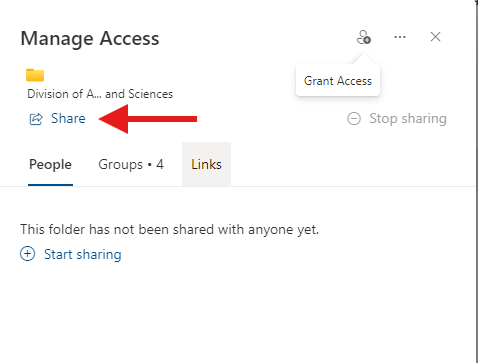 Manage Access
Grant Access
Division of A... and Sciences
Share
Stop sharing
People Groups • 4 Links
This folder has not been shared with anyone yet.
Start sharing